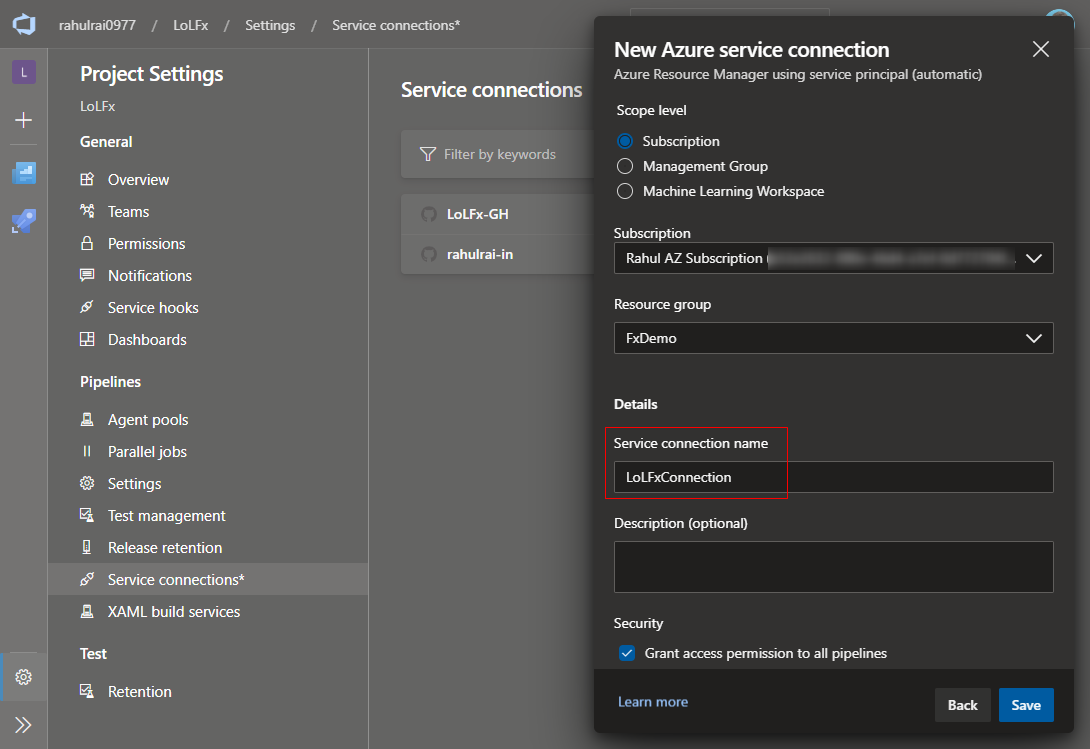 rahulrai0977 / LoLFx / Settings / Service connections*
L
Project Settings
LoLFx
General
Overview
Teams
Permissions
Notifications
Service hooks
Dashboards
Pipelines
Agent pools
Parallel jobs
Settings
Test management
Release retention
Service connections*
XAML build services
Test
Retention
Service connections
Filter by keywords
LoLFx-GH
rahulrai-in
New Azure service connection
Azure Resource Manager using service principal (automatic)
Scope level
Subscription
Management Group
Machine Learning Workspace
Subscription
Rahul AZ Subscription
Resource group
FxDemo
Details
Service connection name
LoLFxConnection
Description (optional)
Security
Grant access permission to all pipelines
Learn more
Back
Save